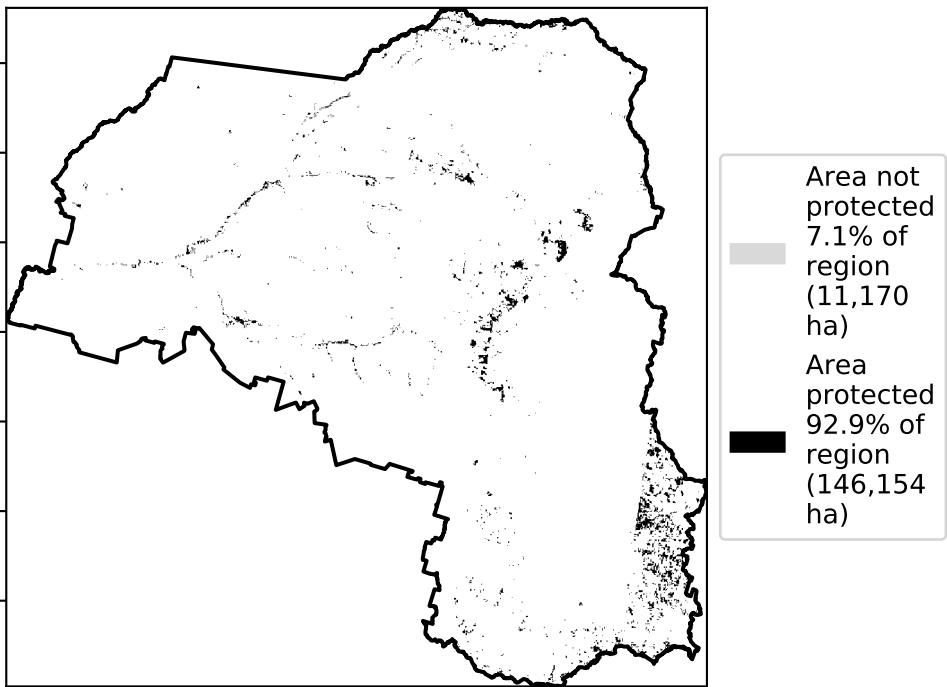 Area not
protected
7.1% of
region
(11,170
ha)
Area
protected
92.9% of
region
(146,154
ha)